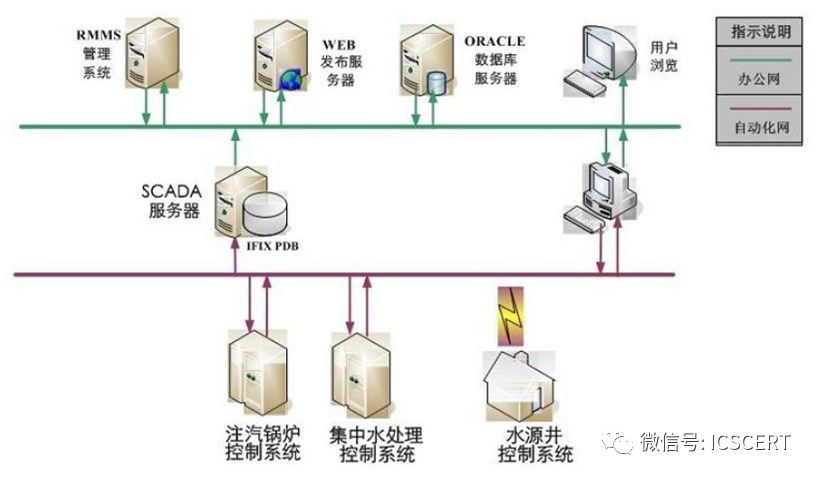 RMMS
管理
系统
WEB
发布服
务器
ORACLE
数据库
服务器
用户
浏览
指示说明
办公网
自动化网
SCADA
服务器
IFIX PDB
注汽锅炉
控制系统
集中水处理
控制系统
水源井
控制系统
微信号: ICSCERT